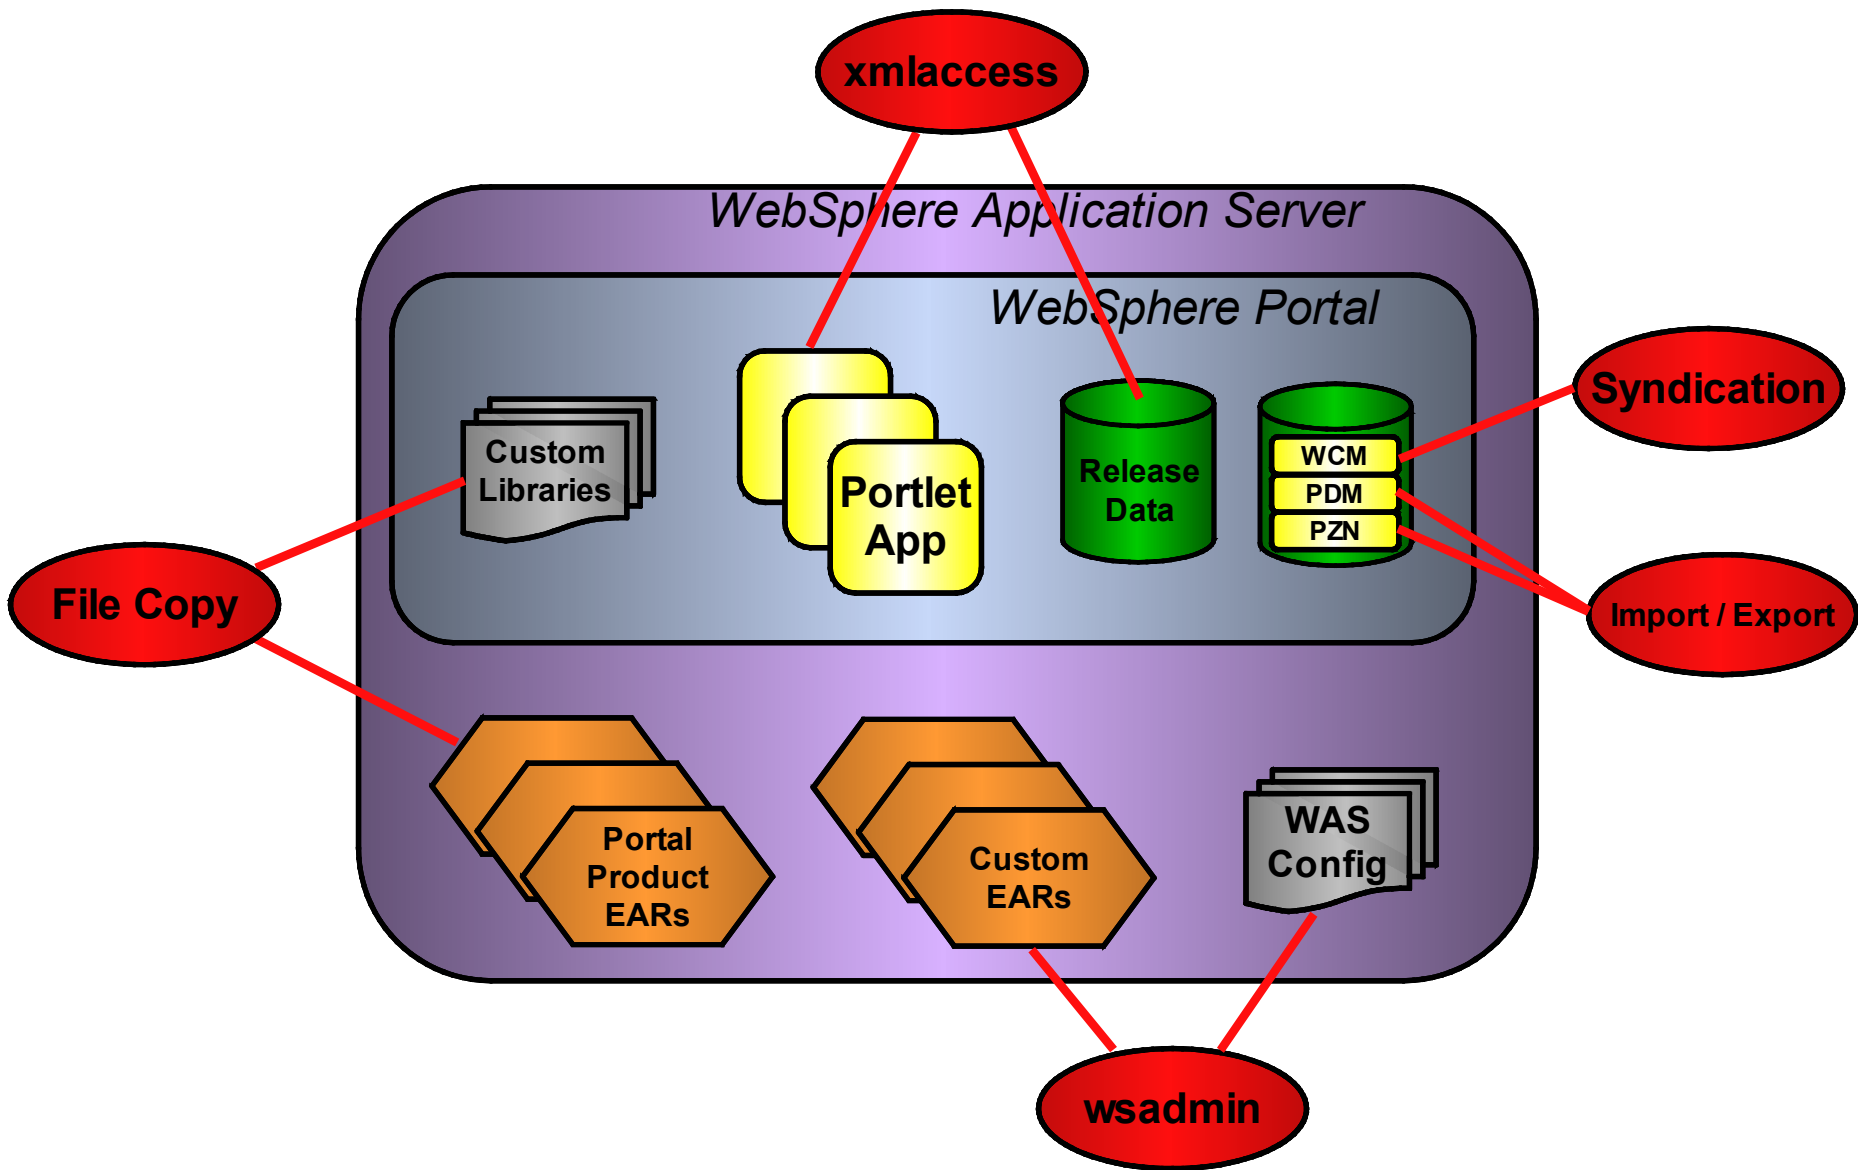 xmlaccess
WebSphere Application Server
WebSphere Portal
Syndication
Custom
Libraries
Portlet
App
Release
Data
WCM
PDM
PZN
File Copy
Import / Export
Portal
Product
EARs
Custom
EARs
WAS
Config
wsadmin